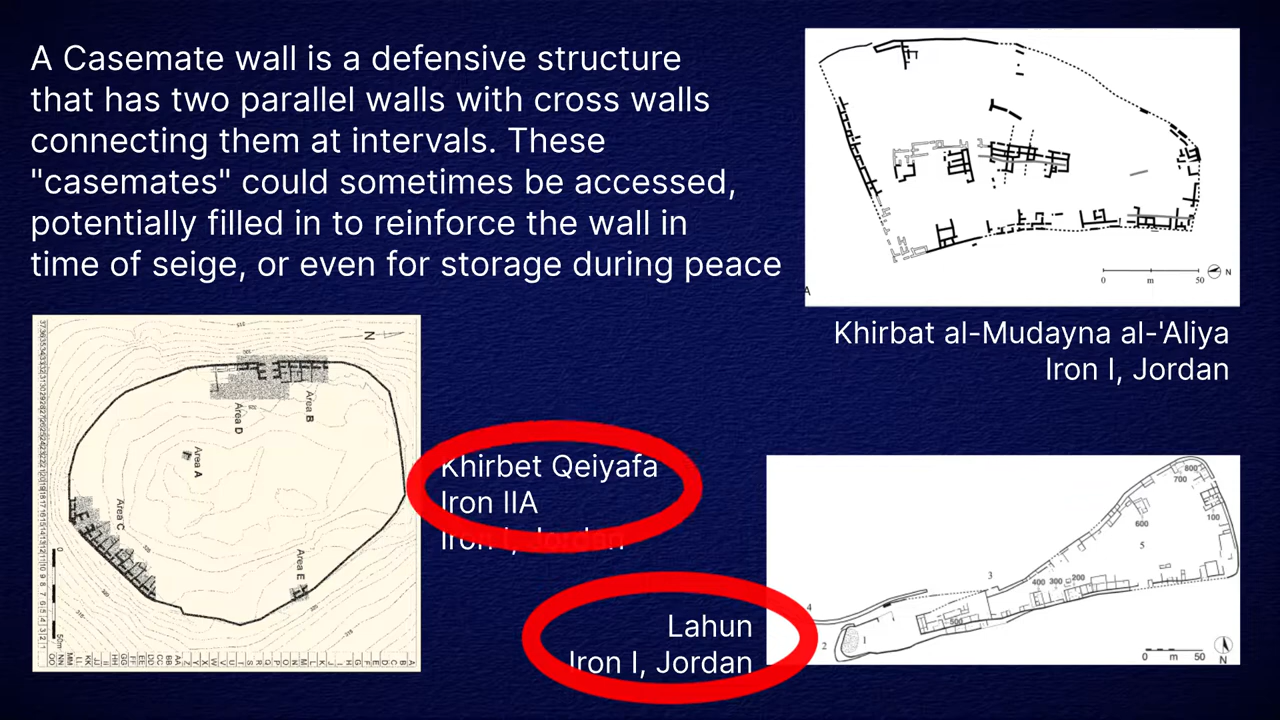 A Casemate wall is a defensive structure
that has two parallel walls with cross walls
connecting them at intervals. These
"casemates" could sometimes be accessed,
potentially filled in to reinforce the wall in
time of seige, or even for storage during peace
0 m 50 N
A
Khirbat al-Mudayna al-'Aliya
Iron I, Jordan
N
Area B
Area D
Area A
Area C
Area E
0
50m
Khirbet Qeiyafa
Iron IIA
Iron I, Jordan
800
700
100
600
5
3
400 300 200
500
4
1
2
0 m 50 N
Lahun
Iron I, Jordan